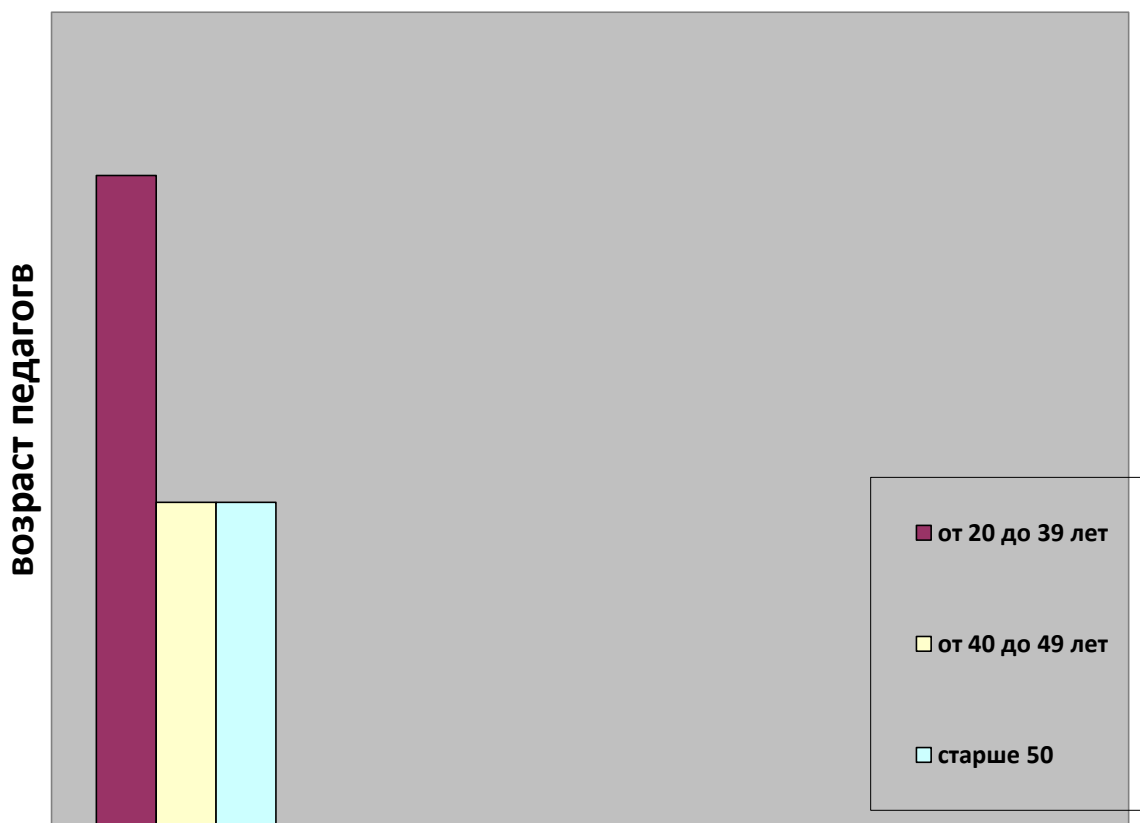 возраст педагогв
от 20 до 39 лет
от 40 до 49 лет
старше 50